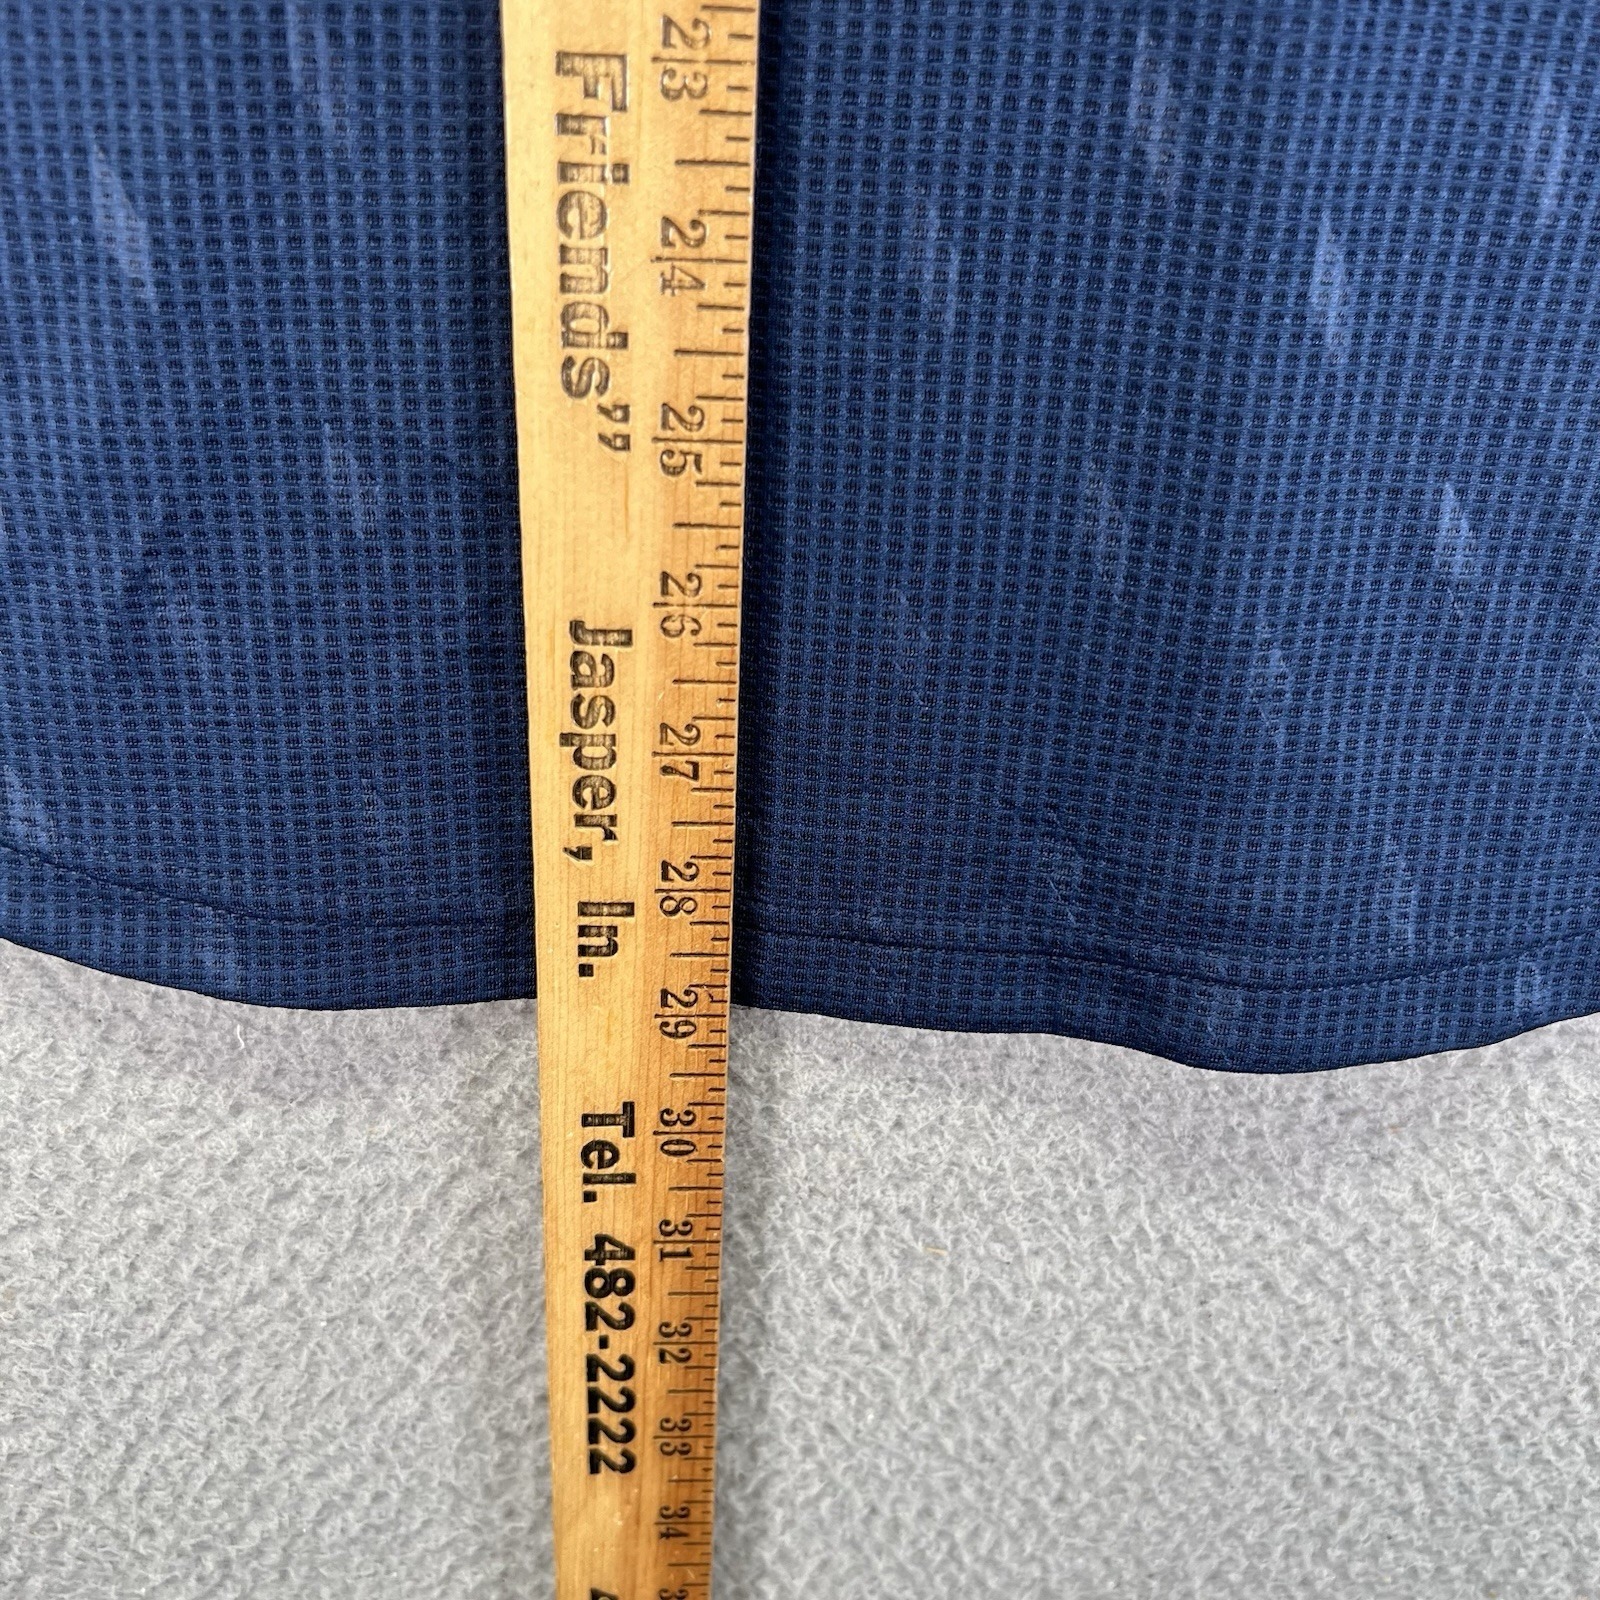 Friends” Jasper, In. Tel. 482-2222
23 24 25 26 27 28 29 30 31 32 33 34